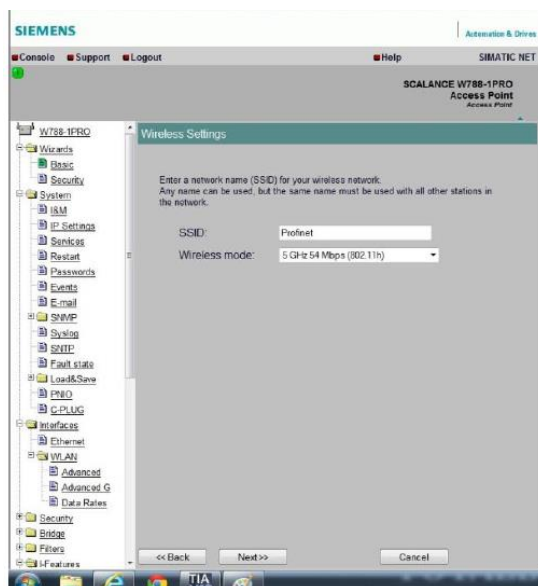 SIEMENS
Automation & Drives
Console Support Logout Help SIMATIC NET
SCALANCE W788-1PRO
Access Point
Access Point
W788-1PRO
Wizards
Basic
Security
System
I&M
IP Settings
Services
Restart
Passwords
Events
E-mail
SNMP
Syslog
SNTP
Fault state
Load&Save
PNIO
C-PLUG
Interfaces
Ethernet
WLAN
Advanced
Advanced G
Data Rates
Security
Bridge
Filters
I-Features
Wireless Settings
Enter a network name (SSID) for your wireless network.
Any name can be used, but the same name must be used with all other stations in
the network.
SSID: Profinet
Wireless mode: 5 GHz 54 Mbps (802.11h)
<< Back Next >> Cancel
TIA